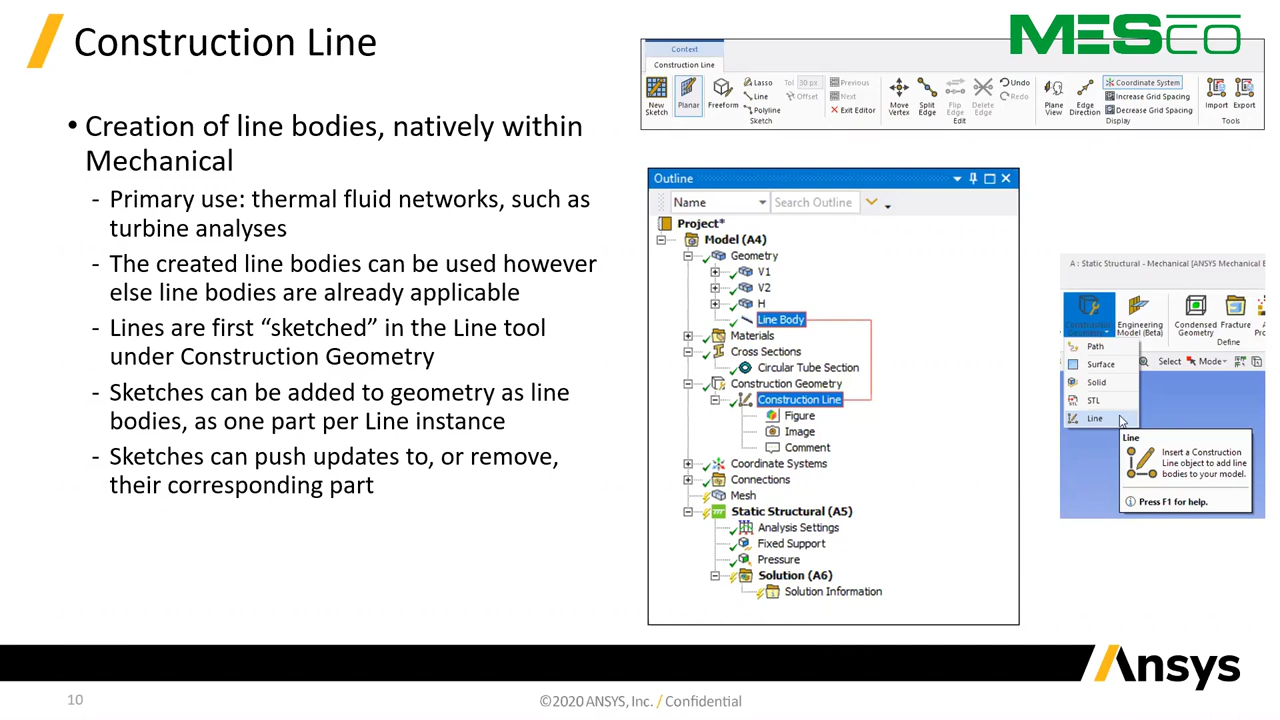 Construction Line
MESco
• Creation of line bodies, natively within
Mechanical
- Primary use: thermal fluid networks, such as
turbine analyses
- The created line bodies can be used however
else line bodies are already applicable
- Lines are first “sketched” in the Line tool
under Construction Geometry
- Sketches can be added to geometry as line
bodies, as one part per Line instance
- Sketches can push updates to, or remove,
their corresponding part
Context
Construction Line
New Sketch
Planar
Freeform
Lasso
Line
Polyline
Tol 30 px
Offset
Previous
Next
Exit Editor
Sketch
Move Vertex
Split Edge
Flip Edge
Delete Edge
Undo
Redo
Edit
Plane View
Edge Direction
Coordinate System
Increase Grid Spacing
Decrease Grid Spacing
Display
Import
Export
Tools
Outline
Name
Search Outline
Project*
Model (A4)
Geometry
V1
V2
H
Line Body
Materials
Cross Sections
Circular Tube Section
Construction Geometry
Construction Line
Figure
Image
Comment
Coordinate Systems
Connections
Mesh
Static Structural (A5)
Analysis Settings
Fixed Support
Pressure
Solution (A6)
Solution Information
A : Static Structural - Mechanical [ANSYS Mechanical E
Construction Geometry
Engineering Model (Beta)
Condensed Geometry
Fracture
Define
Select
Mode
Path
Surface
Solid
STL
Line
Line
Insert a Construction
Line object to add line
bodies to your model.
Press F1 for help.
Ansys
10
©2020 ANSYS, Inc. / Confidential